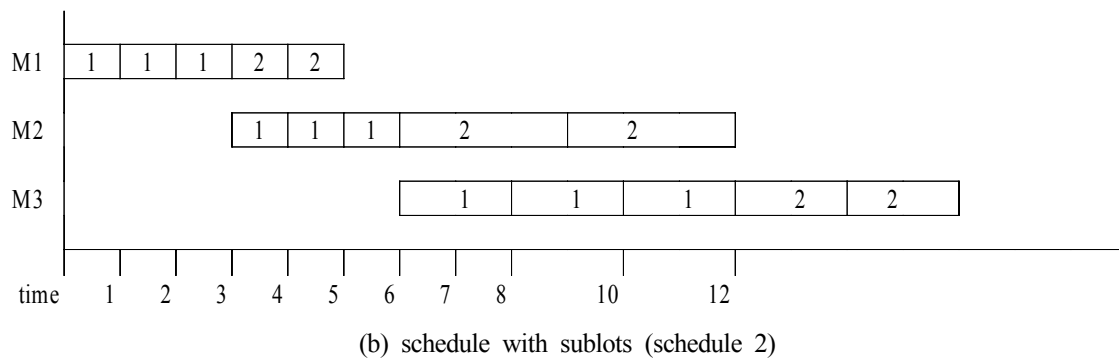 M1 1 1 1 2 2
M2 1 1 1 2 2
M3 1 1 1 2 2
time 1 2 3 4 5 6 7 8 10 12
(b) schedule with sublots (schedule 2)